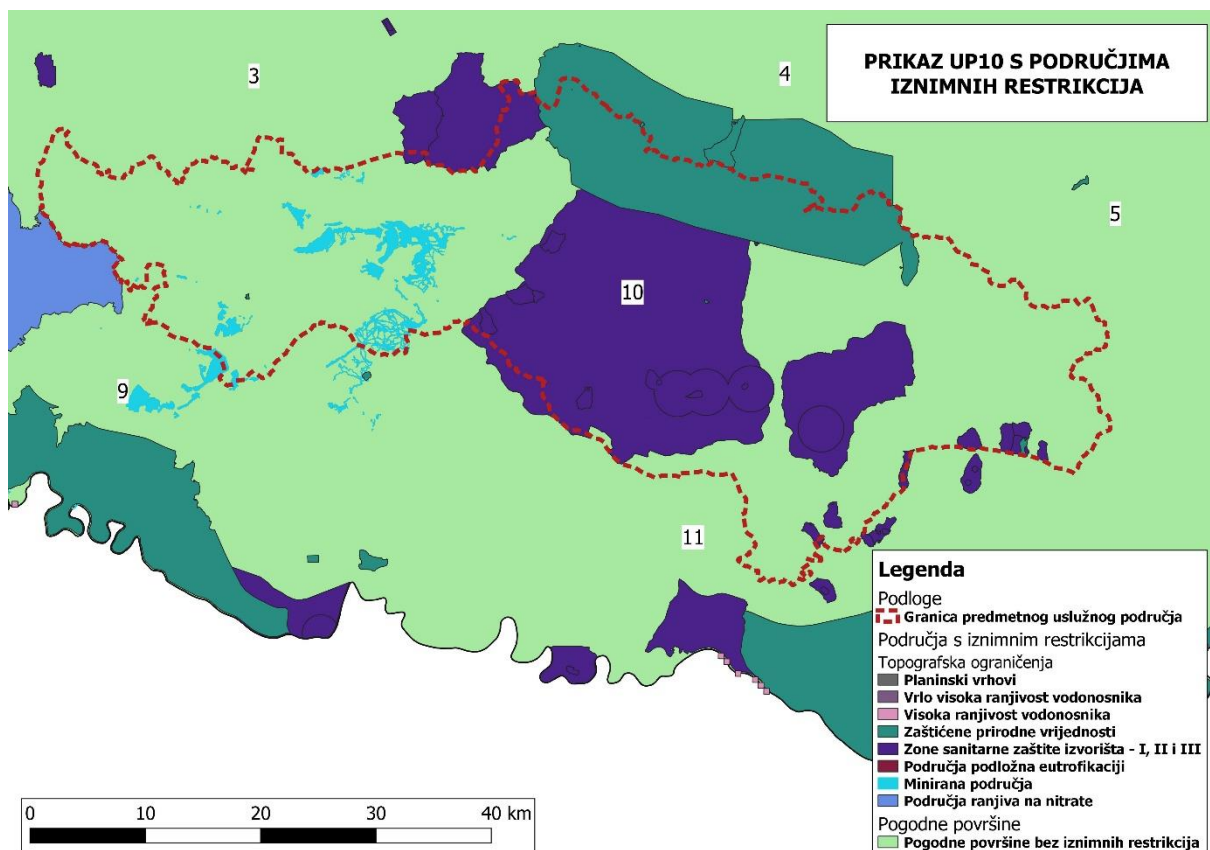 PRIKAZ UP10 S PODRUČJIMA
IZNIMNIH RESTRIKCIJA
3
4
5
10
9
11
Legenda
Podloge
Granica predmetnog uslužnog područja
Područja s iznimnim restrikcijama
Topografska ograničenja
Planinski vrhovi
Vrlo visoka ranjivost vodonosnika
Visoka ranjivost vodonosnika
Zaštićene prirodne vrijednosti
Zone sanitarne zaštite izvorišta - I, II i III
Područja podložna eutrofikaciji
Minirana područja
Područja ranjiva na nitrate
Pogodne površine
Pogodne površine bez iznimnih restrikcija
0 10 20 30 40 km